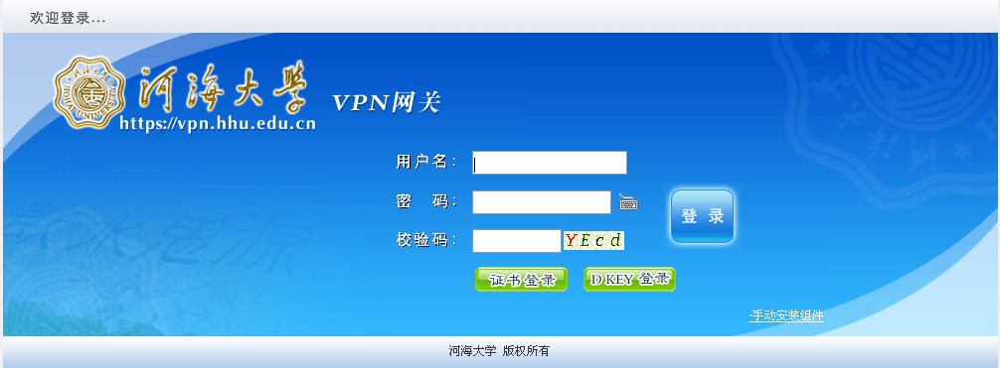 欢迎登录...
河海大学
HOHAI UNIVERSITY
https://vpn.hhu.edu.cn
VPN网关
用户名：
密 码：
校验码： YEcd
登 录
证书登录 D KEY 登录
·手动安装组件
河海大学 版权所有